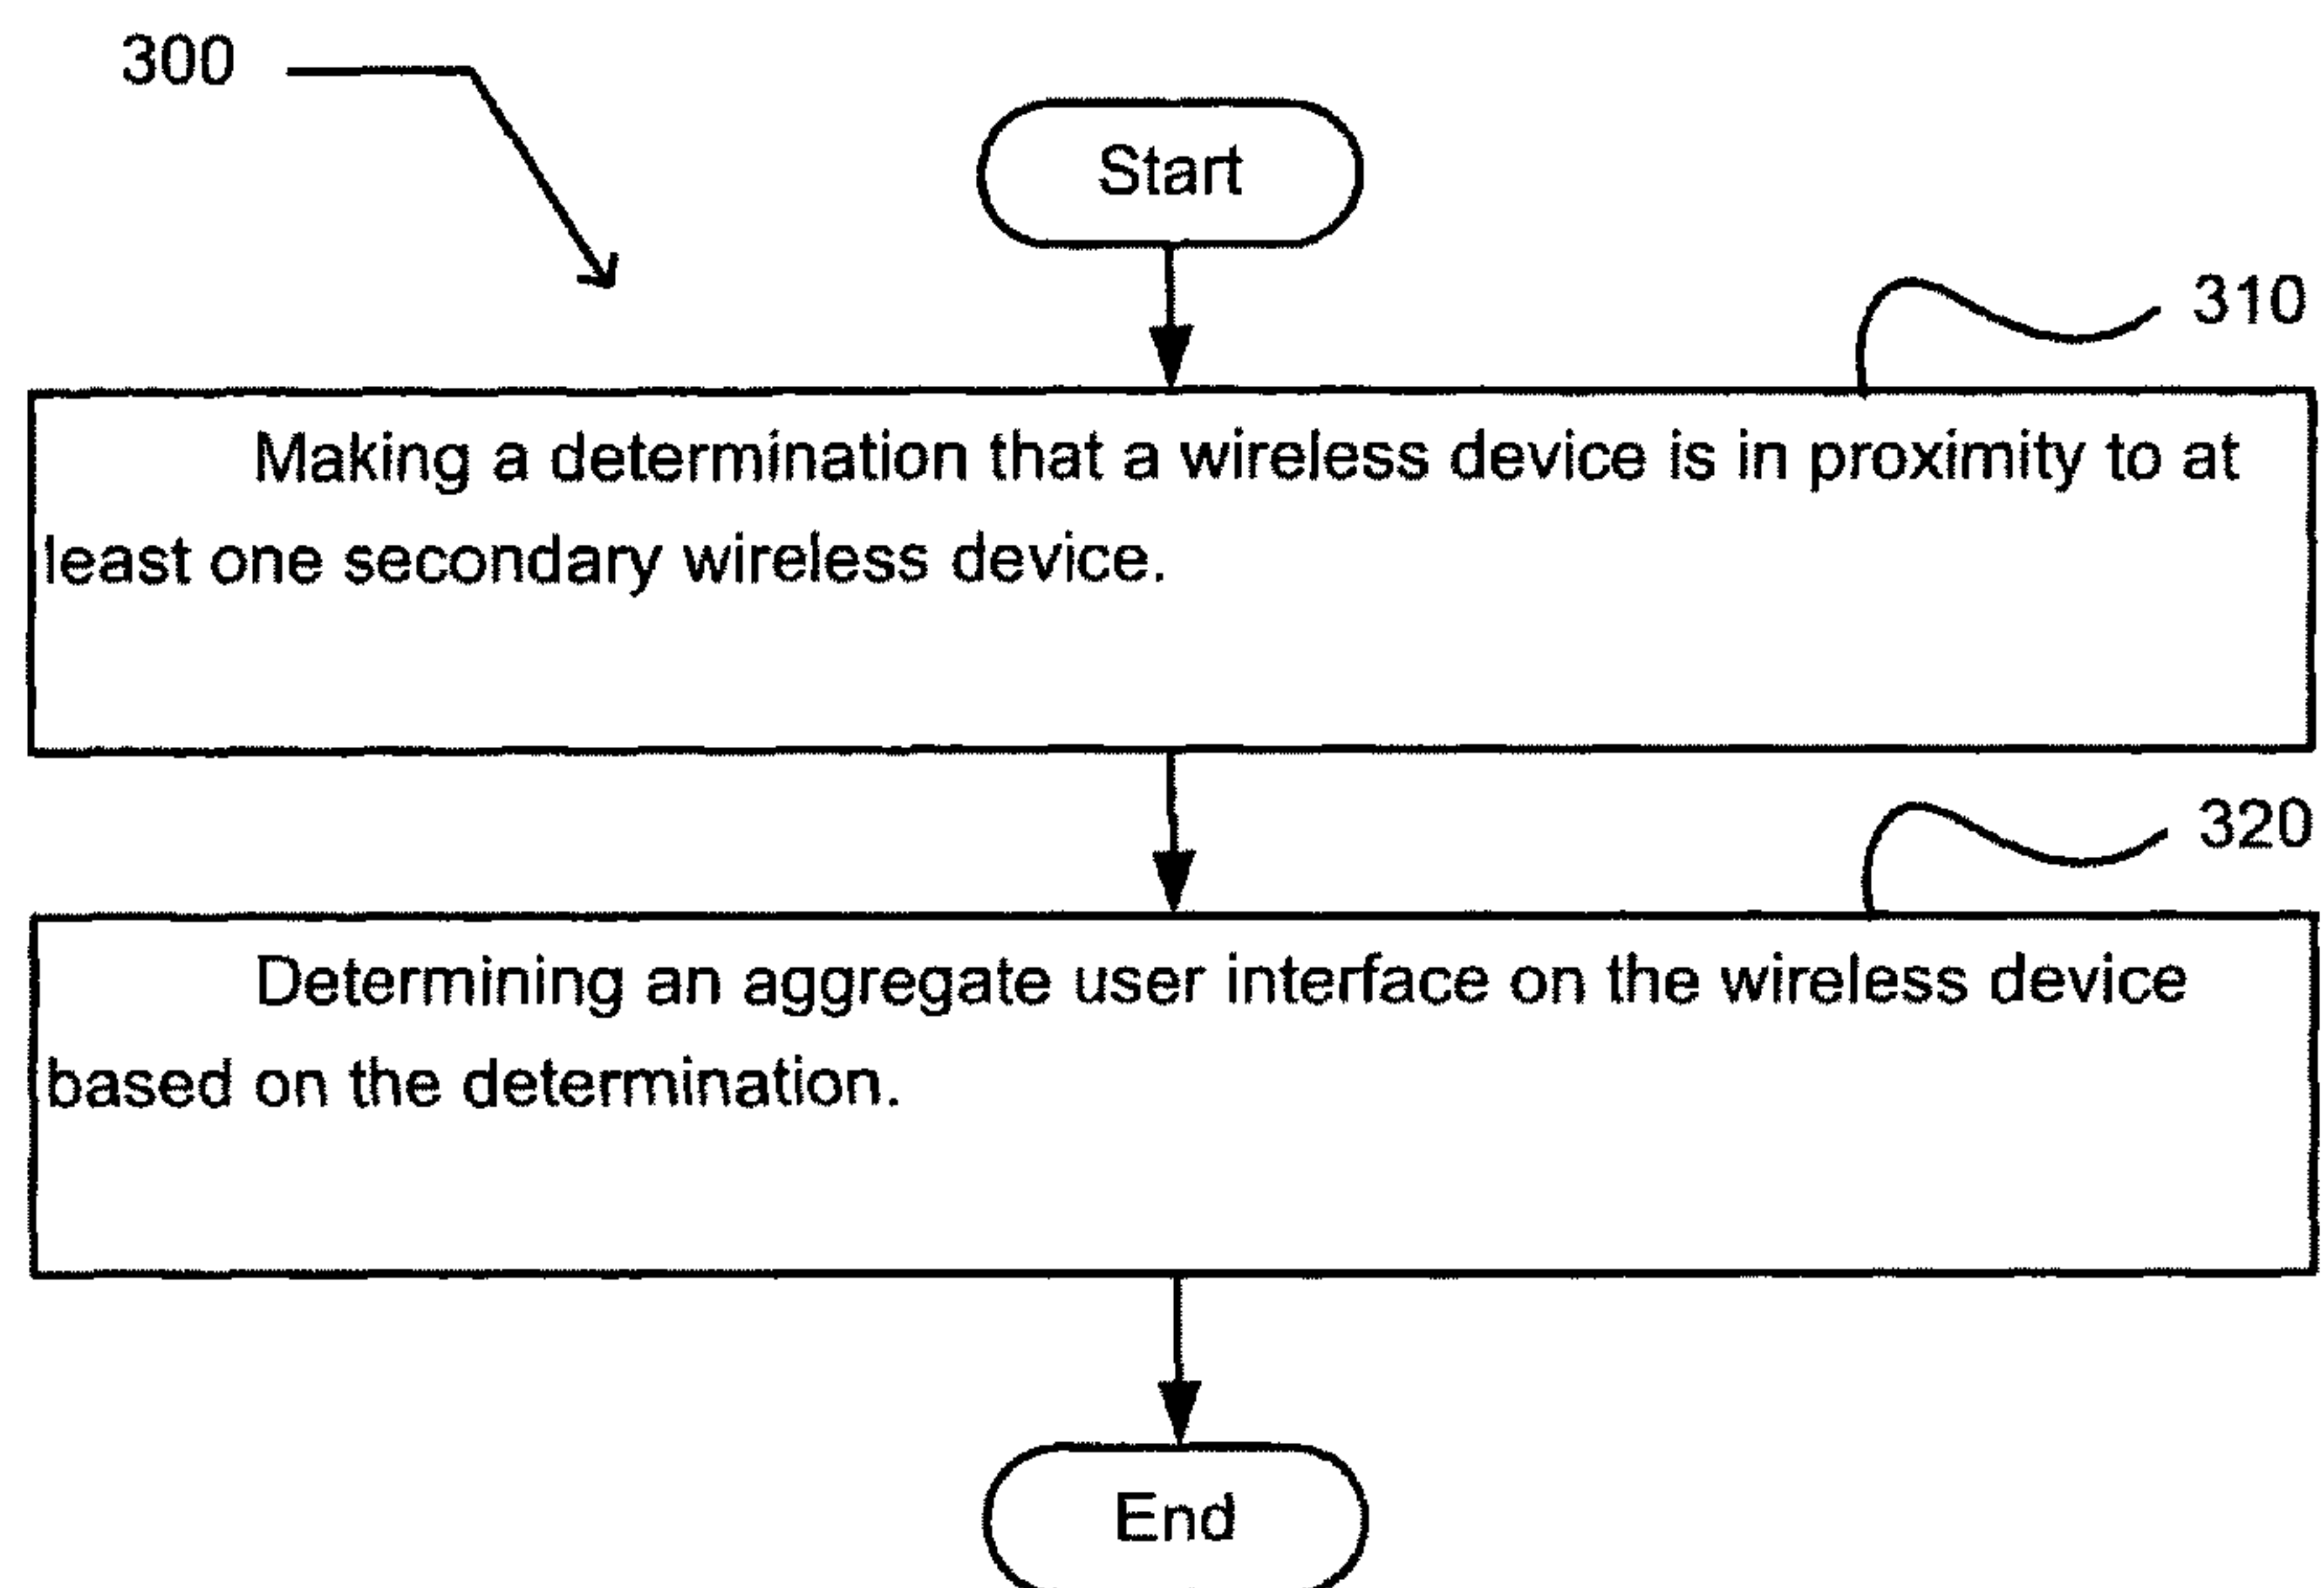 300
Start
310
Making a determination that a wireless device is in proximity to at
least one secondary wireless device.
320
Determining an aggregate user interface on the wireless device
based on the determination.
End